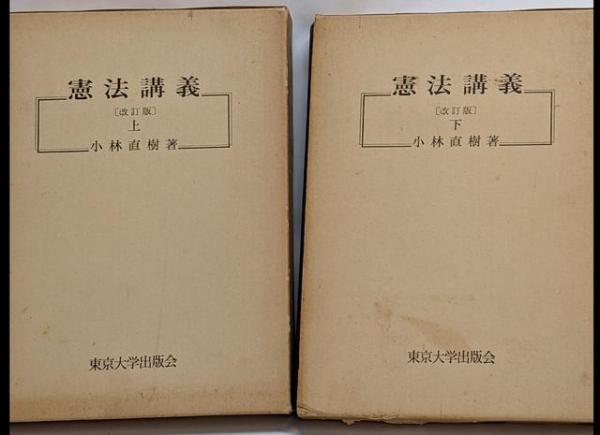 憲法講義
〔改訂版〕
上
小林直樹著
東京大学出版会
憲法講義
〔改訂版〕
下
小林直樹著
東京大学出版会